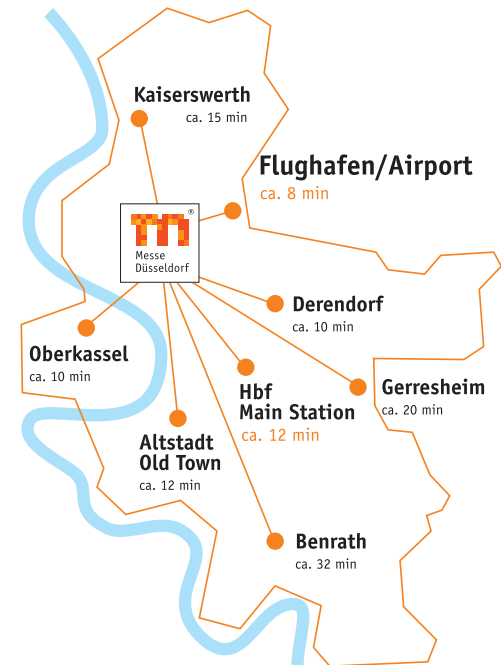 Kaiserswerth
ca. 15 min
Flughafen/Airport
ca. 8 min
®
Messe
Düsseldorf
Derendorf
ca. 10 min
Oberkassel
ca. 10 min
Hbf
Main Station
ca. 12 min
Gerresheim
ca. 20 min
Altstadt
Old Town
ca. 12 min
Benrath
ca. 32 min